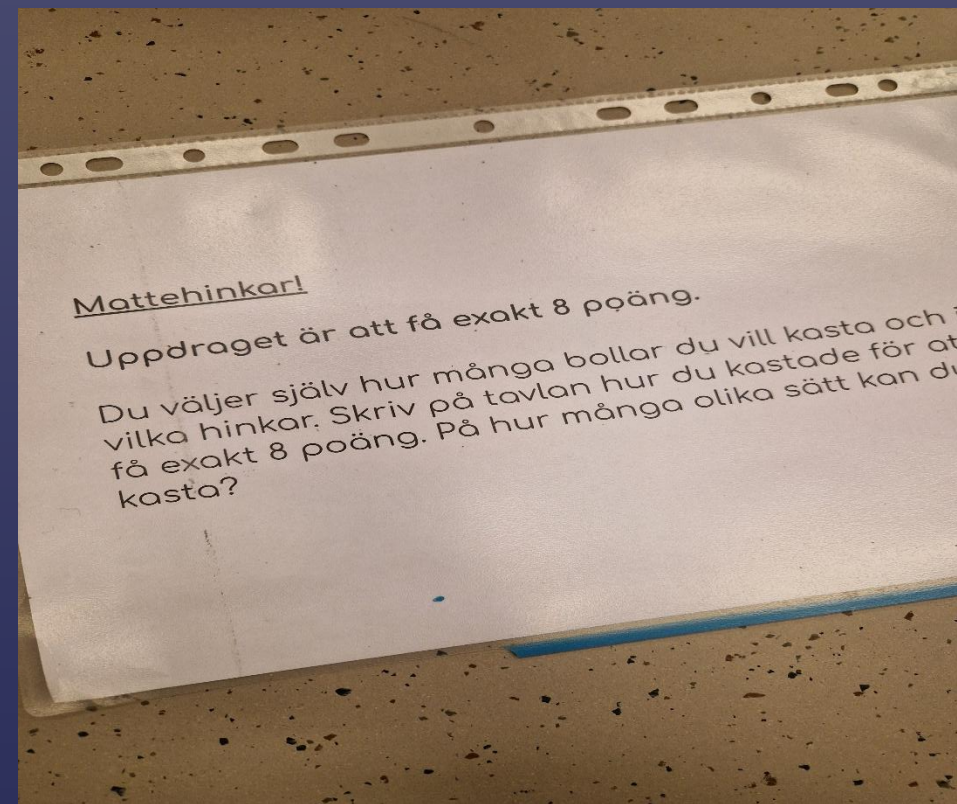 Mattehinkar!
Uppdraget är att få exakt 8 poäng.
Du väljer själv hur många bollar du vill kasta och
vilka hinkar. Skriv på tavlan hur du kastade för at
få exakt 8 poäng. På hur många olika sätt kan du
kasta?